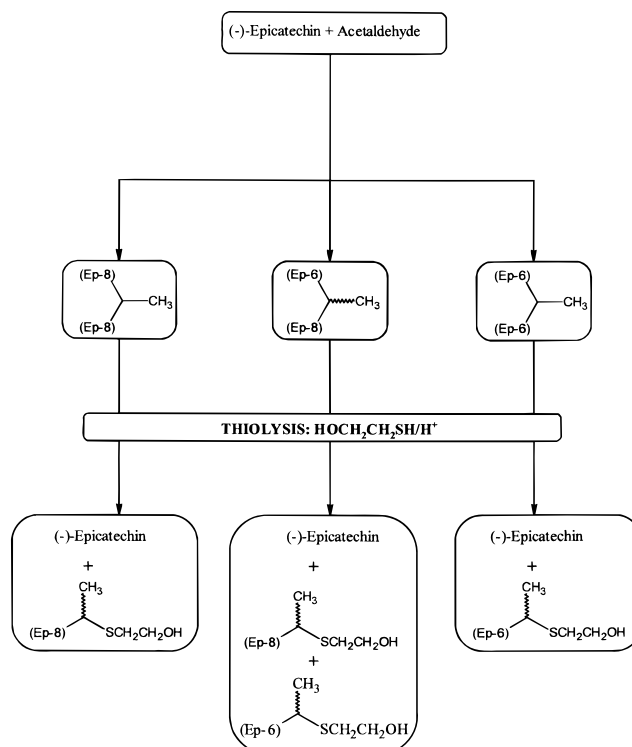 (-)-Epicatechin + Acetaldehyde
(Ep-8)
CH₃
(Ep-8)
(Ep-6)
CH₃
(Ep-8)
(Ep-6)
CH₃
(Ep-6)
THIOLYSIS: HOCH₂CH₂SH/H⁺
(-)-Epicatechin
+
CH₃
(Ep-8) SCH₂CH₂OH
(-)-Epicatechin
+
CH₃
(Ep-8) SCH₂CH₂OH
+
CH₃
(Ep-6) SCH₂CH₂OH
(-)-Epicatechin
+
CH₃
(Ep-6) SCH₂CH₂OH